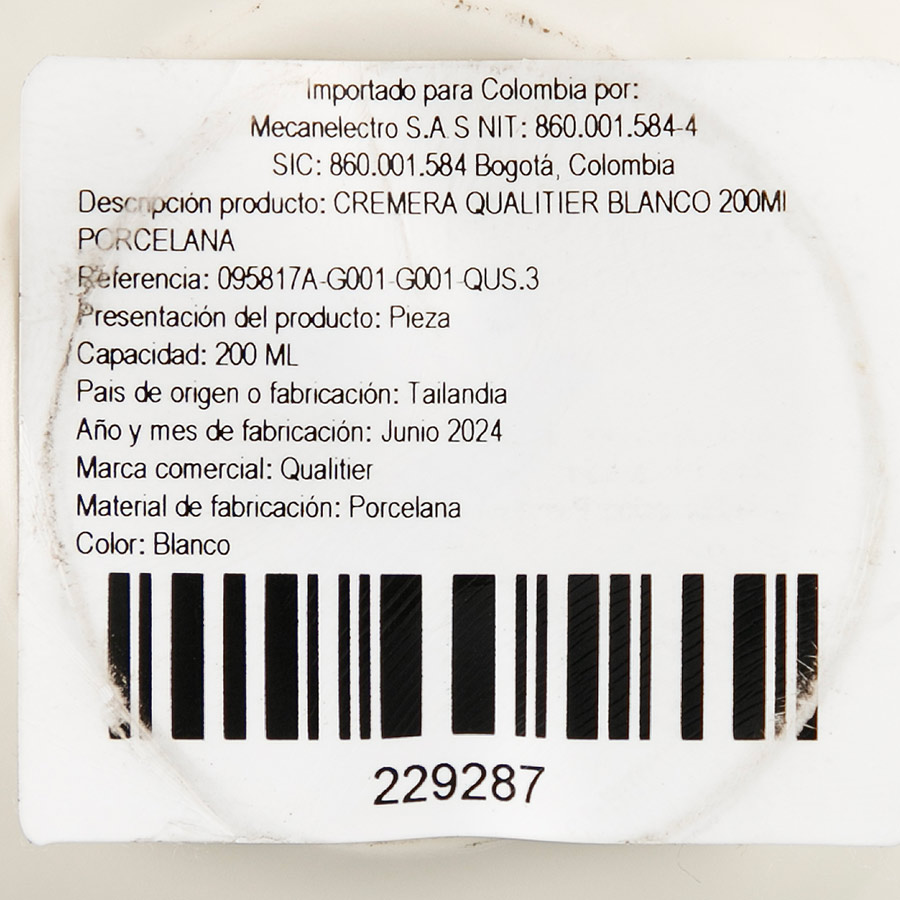 Importado para Colombia por:
Mecanelectro S.A.S NIT: 860.001.584-4
SIC: 860.001.584 Bogotá, Colombia
Descripción producto: CREMERA QUALITIER BLANCO 200Ml
PORCELANA
Referencia: 095817A-G001-G001-QUS.3
Presentación del producto: Pieza
Capacidad: 200 ML
Pais de origen o fabricación: Tailandia
Año y mes de fabricación: Junio 2024
Marca comercial: Qualitier
Material de fabricación: Porcelana
Color: Blanco
229287